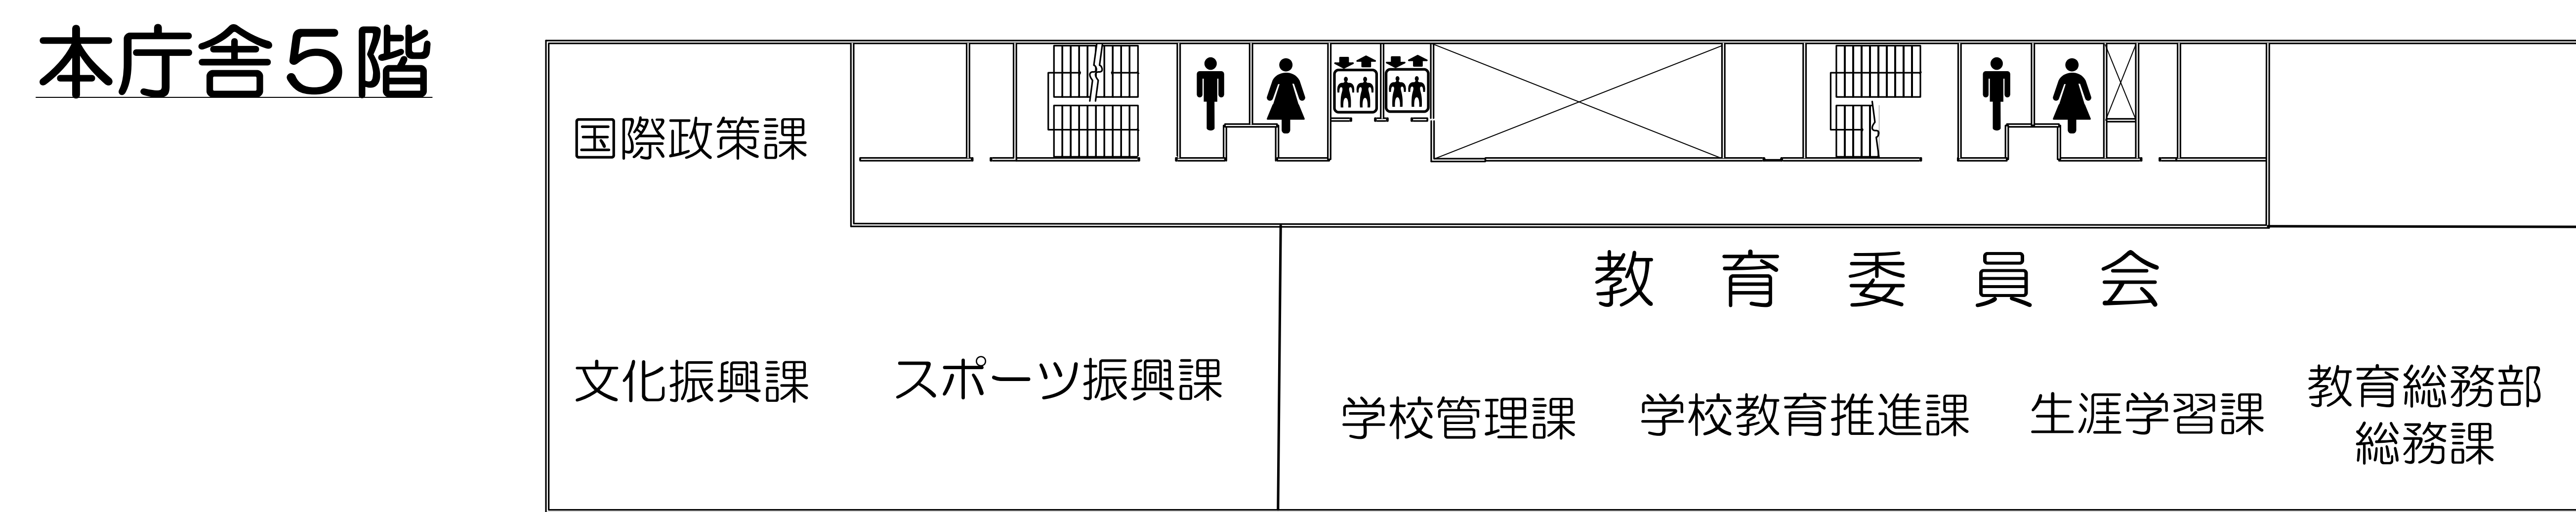 本庁舎5階
国際政策課
教育委員会
文化振興課
スポーツ振興課
学校管理課
学校教育推進課
生涯学習課
教育総務部
総務課